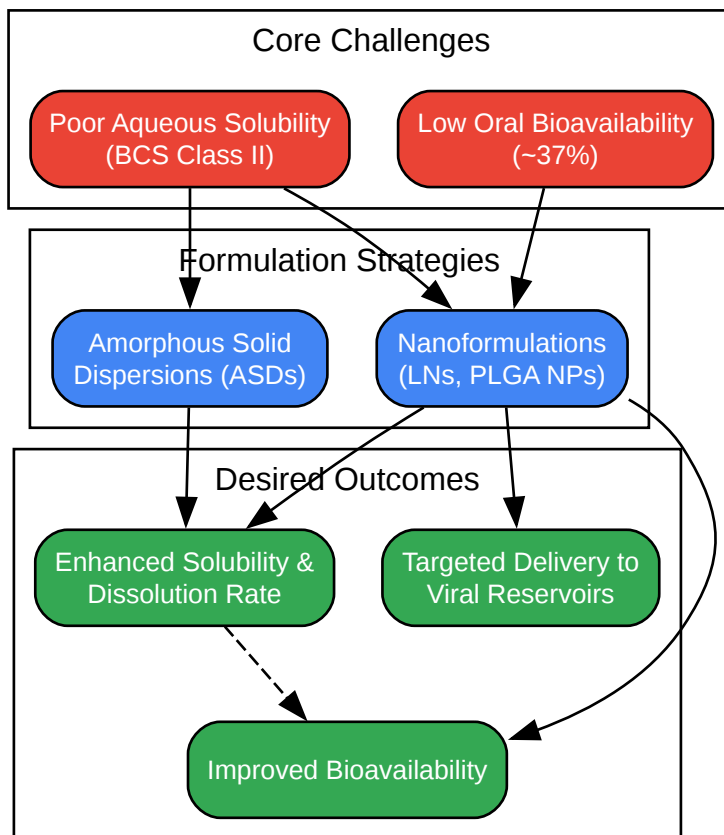 Core Challenges
Poor Aqueous Solubility
(BCS Class II)
Low Oral Bioavailability
(~37%)
Formulation Strategies
Amorphous Solid
Dispersions (ASDs)
Nanoformulations
(LNs, PLGA NPs)
Desired Outcomes
Enhanced Solubility &
Dissolution Rate
Targeted Delivery to
Viral Reservoirs
Improved Bioavailability